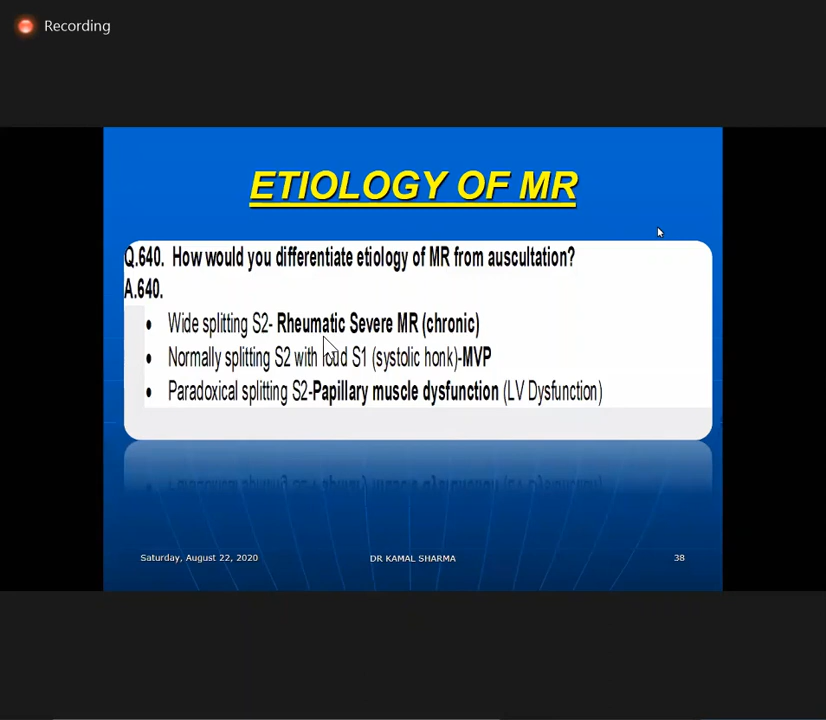 Recording
ETIOLOGY OF MR
Q.640. How would you differentiate etiology of MR from auscultation?
A.640.
• Wide splitting S2- Rheumatic Severe MR (chronic)
• Normally splitting S2 with loud S1 (systolic honk)-MVP
• Paradoxical splitting S2-Papillary muscle dysfunction (LV Dysfunction)
Saturday, August 22, 2020 DR KAMAL SHARMA 38